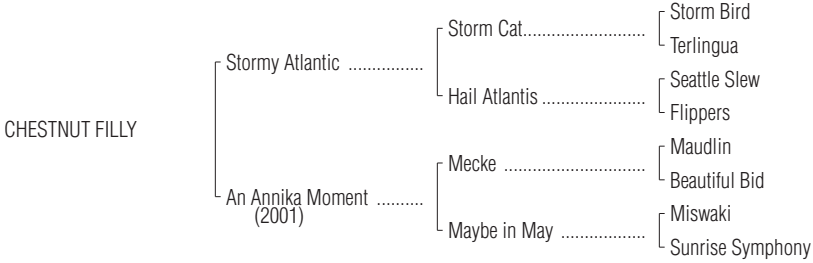 Storm Bird
Storm Cat..........................
Terlingua
Stormy Atlantic ................
Seattle Slew
Hail Atlantis ......................
Flippers
CHESTNUT FILLY
Maudlin
Mecke ..............................
Beautiful Bid
An Annika Moment ..........
(2001)
Miswaki
Maybe in May ..................
Sunrise Symphony